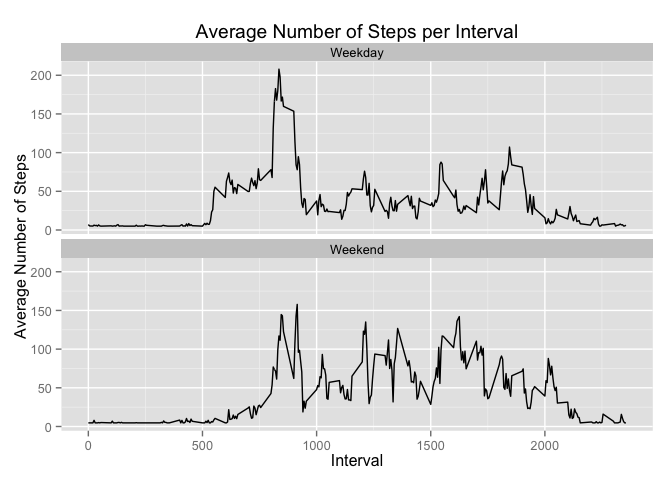 Average Number of Steps per Interval
Weekday
200
150
100
50
0
Weekend
200
150
100
50
0
Average Number of Steps
0 500 1000 1500 2000
Interval